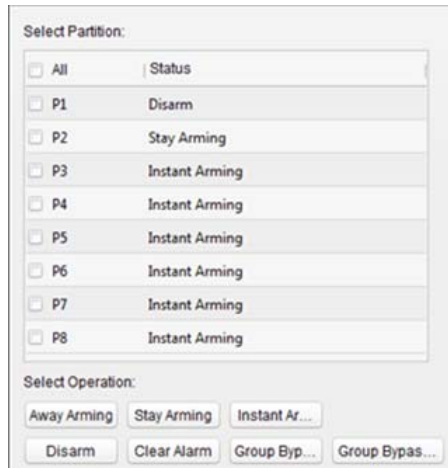 Select Partition:
All Status
P1 Disarm
P2 Stay Arming
P3 Instant Arming
P4 Instant Arming
P5 Instant Arming
P6 Instant Arming
P7 Instant Arming
P8 Instant Arming
Select Operation:
Away Arming Stay Arming Instant Ar...
Disarm Clear Alarm Group Byp... Group Bypas...